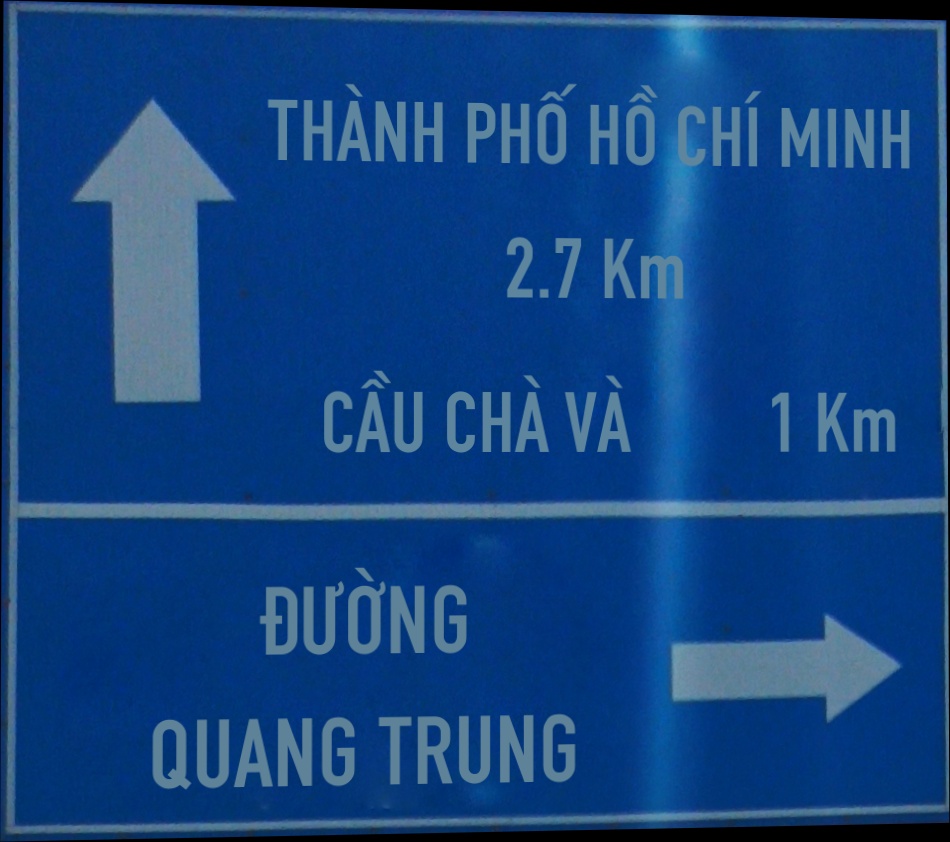 THÀNH PHỐ HỒ CHÍ MINH
2.7 Km
CẦU CHÀ VÀ 1 Km
ĐƯỜNG
QUANG TRUNG